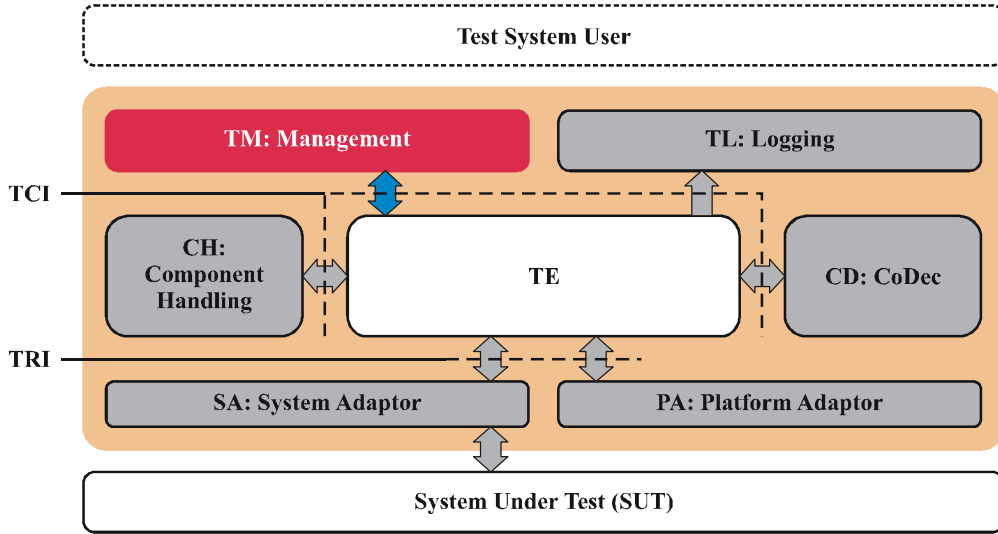 Test System User
TM: Management
TL: Logging
TCI
CH:
Component
Handling
TE
CD: CoDec
TRI
SA: System Adaptor
PA: Platform Adaptor
System Under Test (SUT)